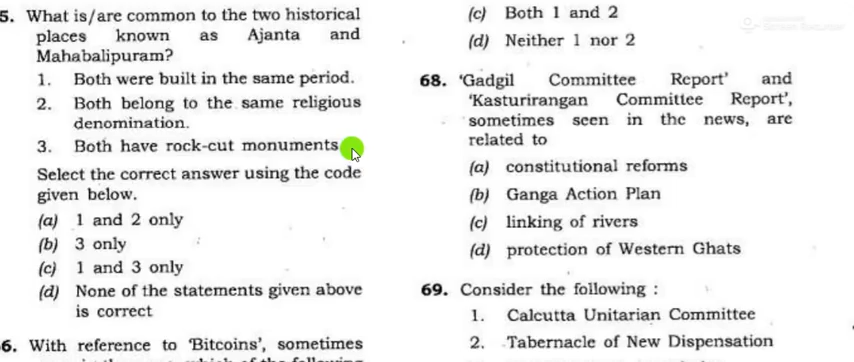 5. What is/are common to the two historical
places known as Ajanta and
Mahabalipuram?
1. Both were built in the same period.
2. Both belong to the same religious
denomination.
3. Both have rock-cut monuments
Select the correct answer using the code
given below.
(a) 1 and 2 only
(b) 3 only
(c) 1 and 3 only
(d) None of the statements given above
is correct
6. With reference to 'Bitcoins', sometimes
(c) Both 1 and 2
(d) Neither 1 nor 2
68. 'Gadgil Committee Report' and
'Kasturirangan Committee Report',
sometimes seen in the news, are
related to
(a) constitutional reforms
(b) Ganga Action Plan
(c) linking of rivers
(d) protection of Western Ghats
69. Consider the following :
1. Calcutta Unitarian Committee
2. Tabernacle of New Dispensation